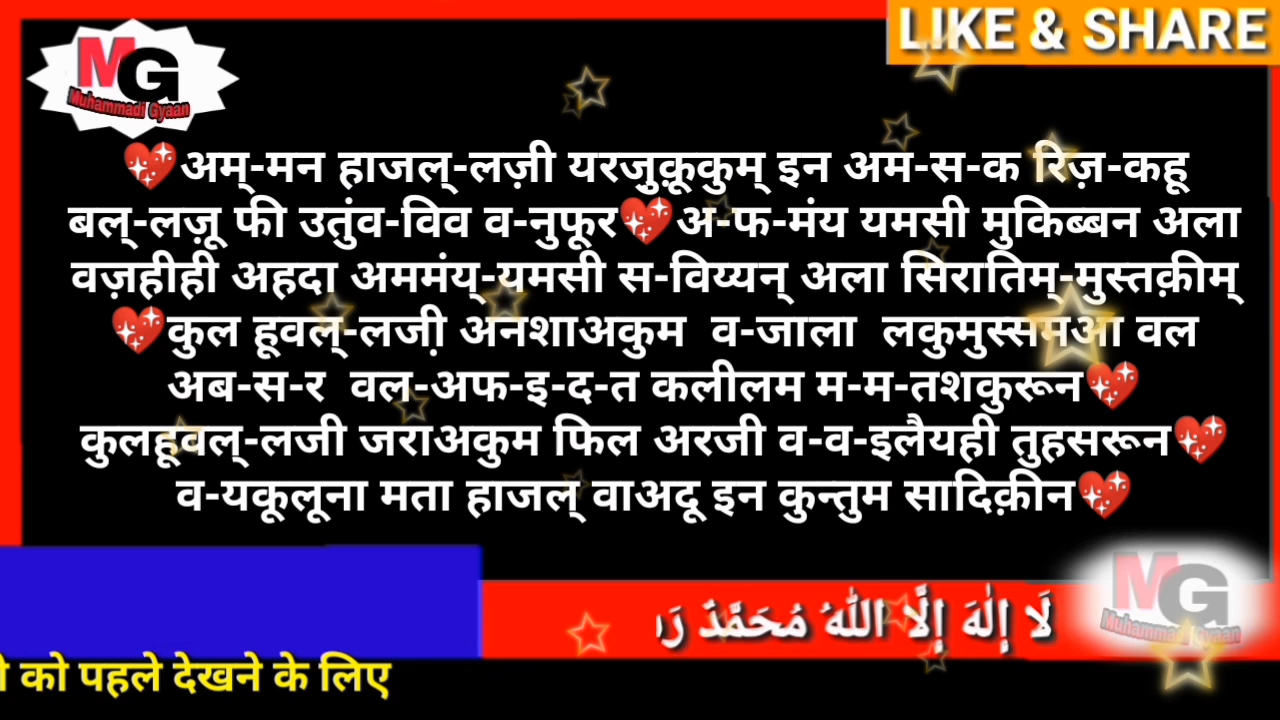 LIKE & SHARE
MG
Muhammadi Gyaan
💖अम्-मन हाजल्-लज़ी यरजुक़ूकुम् इन अम-स-क रिज़-कहू
बल्-लज़ू फी उतुंव-विव व-नुफूर💖अ-फ-मंय यमसी मुकिब्बन अला
वज़हीही अहदा अममंय्-यमसी स-विय्यन् अला सिरातिम्-मुस्तक़ीम्
💖कुल हूवल्-लजी़ अनशाअकुम व-जाला लकुमुस्समआ वल
अब-स-र वल-अफ-इ-द-त कलीलम म-म-तशकुरून💖
कुलहूवल्-लजी जराअकुम फिल अरजी व-व-इलैयही तुहसरून💖
व-यकूलूना मता हाजल् वाअदू इन कुन्तुम सादिक़ीन💖
لَا إِلٰهَ إِلَّا اللهُ مُحَمَّدٌ رَ
MG
Muhammadi Gyaan
को पहले देखने के लिए